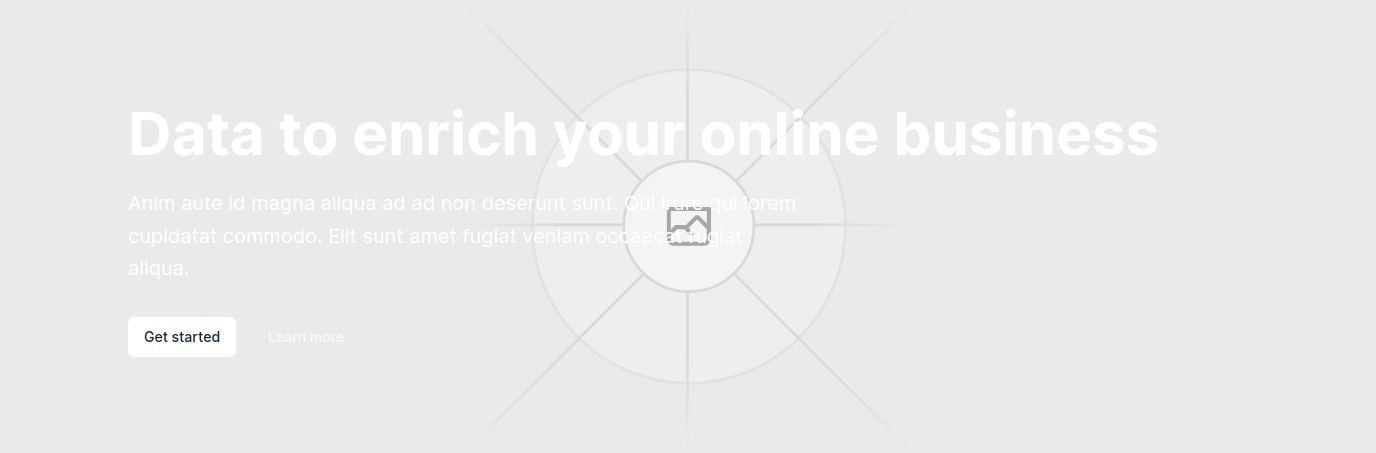 Data to enrich your online business
Anim aute id magna aliqua ad ad non deserunt sunt. Qui irure qui lorem
cupidatat commodo. Elit sunt amet fugiat veniam occaecat fugiat
aliqua.
Get started
Learn more